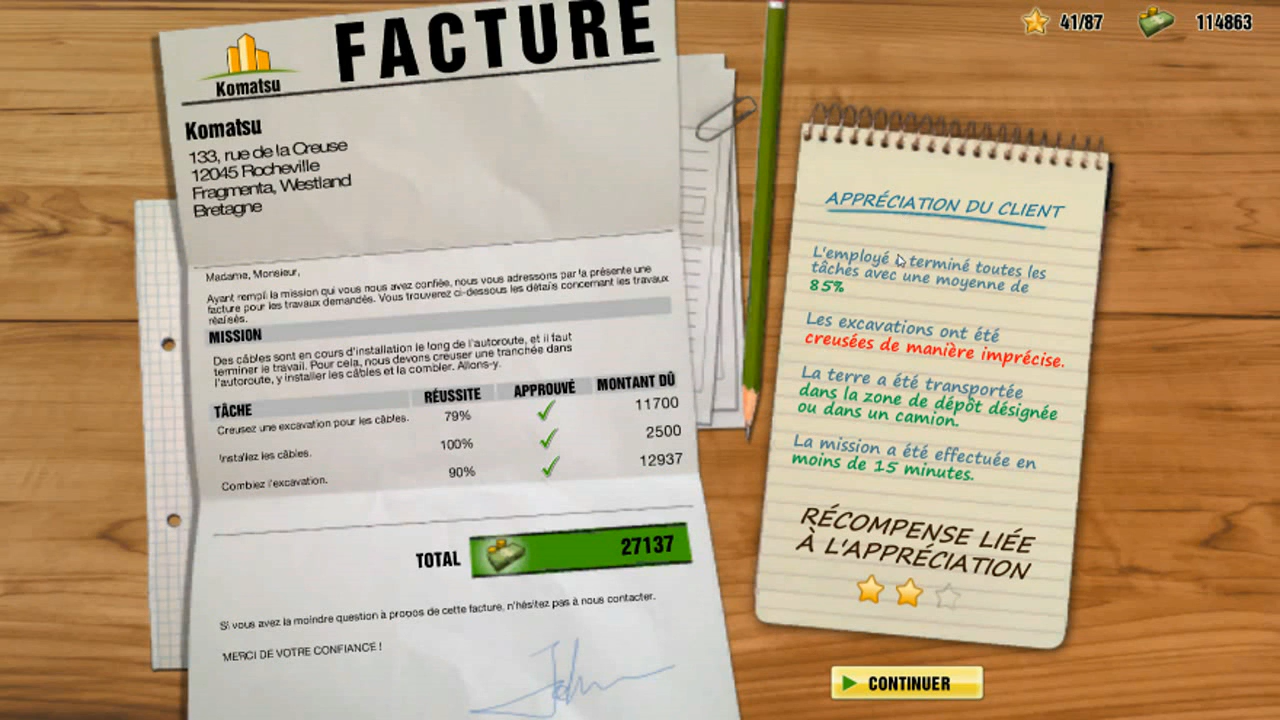 FACTURE
Komatsu
Komatsu
133, rue de la Creuse
12045 Rocheville
Fragmenta, Westland
Bretagne
Madame, Monsieur,
Ayant rempli la mission qui vous nous avez confiée, nous vous adressons par la présente une
facture pour les travaux demandés. Vous trouverez ci-dessous les détails concernant les travaux
réalisés.
MISSION
Des câbles sont en cours d'installation le long de l'autoroute, et il faut
terminer le travail. Pour cela, nous devons creuser une tranchée dans
l'autoroute, y installer les câbles et la combler. Allons-y.
TÂCHE RÉUSSITE APPROUVÉ MONTANT DÛ
Creusez une excavation pour les câbles. 79% 11700
Installez les câbles. 100% 2500
Comblez l'excavation. 90% 12937
TOTAL 27137
Si vous avez la moindre question à propos de cette facture, n'hésitez pas à nous contacter.
MERCI DE VOTRE CONFIANCE !
John
41/87 114863
APPRÉCIATION DU CLIENT
L'employé a terminé toutes les
tâches avec une moyenne de
85%
Les excavations ont été
creusées de manière imprécise.
La terre a été transportée
dans la zone de dépôt désignée
ou dans un camion.
La mission a été effectuée en
moins de 15 minutes.
RÉCOMPENSE LIÉE
À L'APPRÉCIATION
CONTINUER